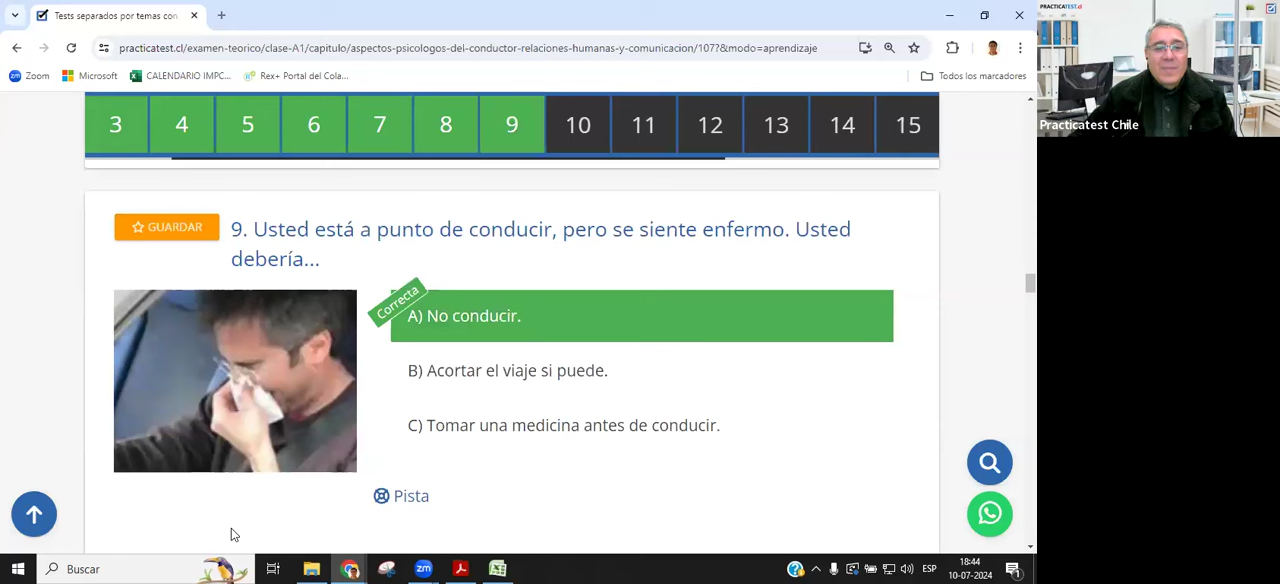 Tests separados por temas con
practicatest.cl/examen-teorico/clase-A1/capitulo/aspectos-psicologos-del-conductor-relaciones-humanas-y-comunicacion/107?&modo=aprendizaje
Zoom
Microsoft
CALENDARIO IMPC...
Rex+ Portal del Cola...
Todos los marcadores
3 4 5 6 7 8 9 10 11 12 13 14 15
GUARDAR
9. Usted está a punto de conducir, pero se siente enfermo. Usted
debería...
Correcta
A) No conducir.
B) Acortar el viaje si puede.
C) Tomar una medicina antes de conducir.
Pista
Buscar
zm
ESP
18:44
10-07-2024
1
PRACTICATEST.cl
Practicatest Chile